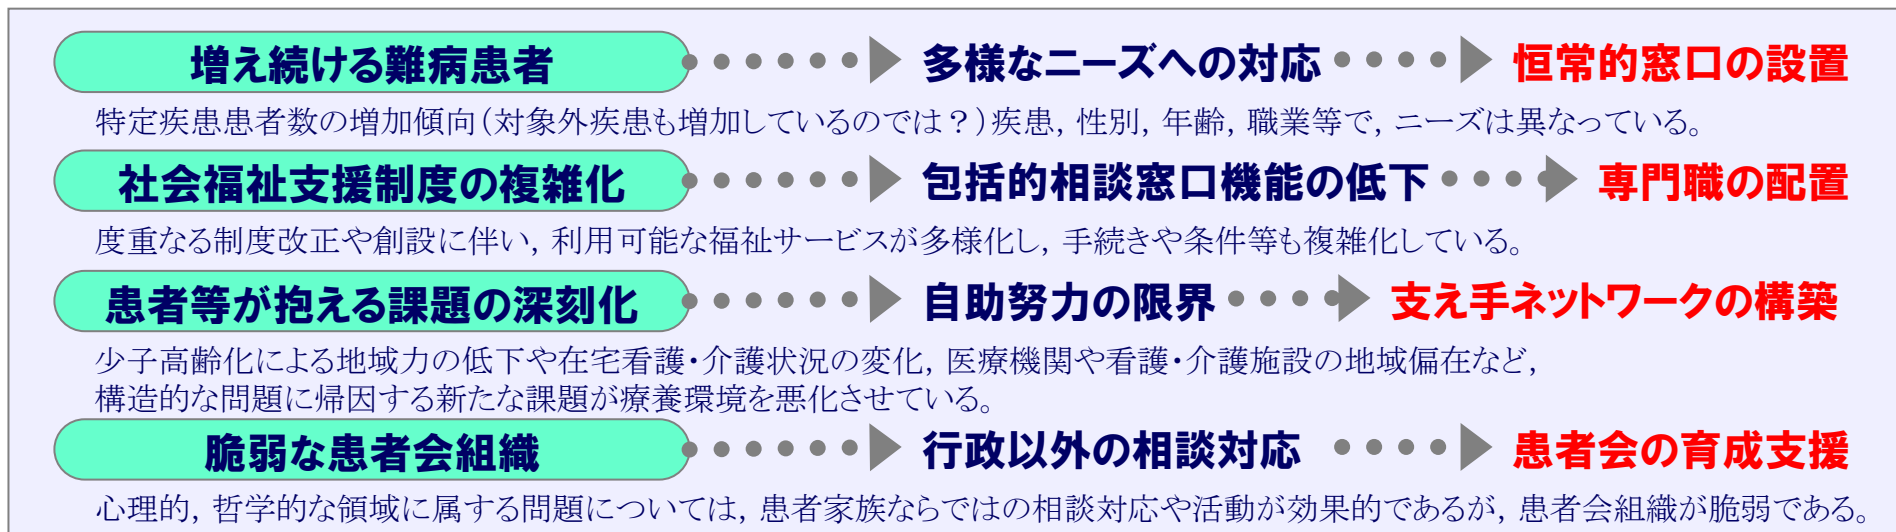 増え続ける難病患者 多様なニーズへの対応 恒常的窓口の設置
特定疾患患者数の増加傾向（対象外疾患も増加しているのでは？）疾患，性別，年齢，職業等で，ニーズは異なっている。
社会福祉支援制度の複雑化 包括的相談窓口機能の低下 専門職の配置
度重なる制度改正や創設に伴い，利用可能な福祉サービスが多様化し，手続きや条件等も複雑化している。
患者等が抱える課題の深刻化 自助努力の限界 支え手ネットワークの構築
少子高齢化による地域力の低下や在宅看護・介護状況の変化，医療機関や看護・介護施設の地域偏在など，
構造的な問題に帰因する新たな課題が療養環境を悪化させている。
脆弱な患者会組織 行政以外の相談対応 患者会の育成支援
心理的，哲学的な領域に属する問題については，患者家族ならではの相談対応や活動が効果的であるが，患者会組織が脆弱である。